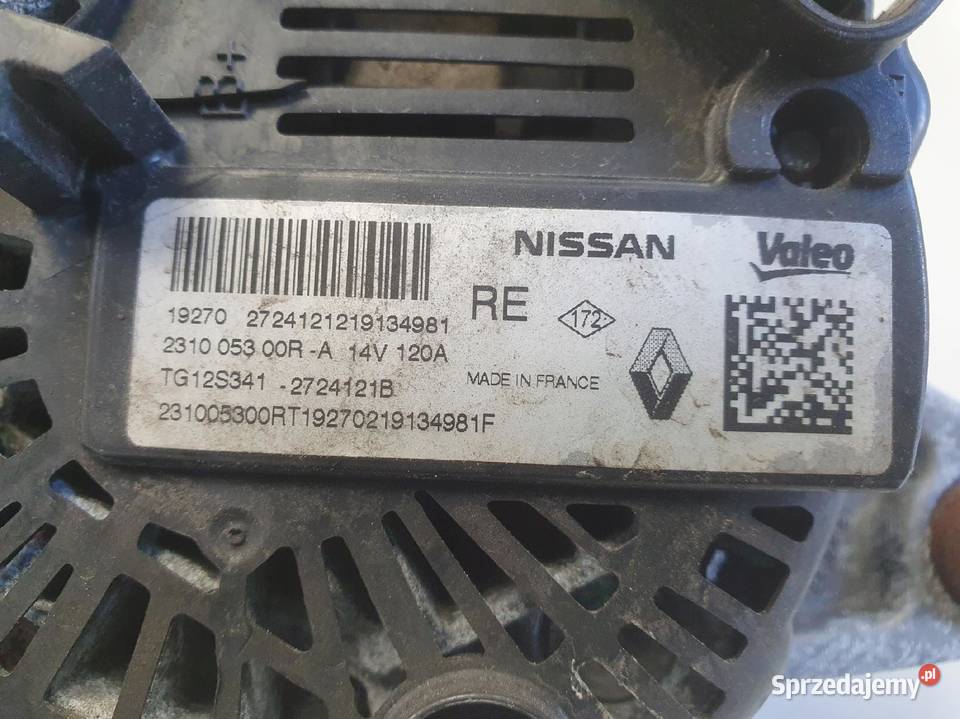 B+
NISSAN Valeo
19270 2724121219134981 RE 172
2310 053 00R -A 14V 120A
TG12S341 -2724121B MADE IN FRANCE
231005300RT19270219134981F
Sprzedajemy .pl